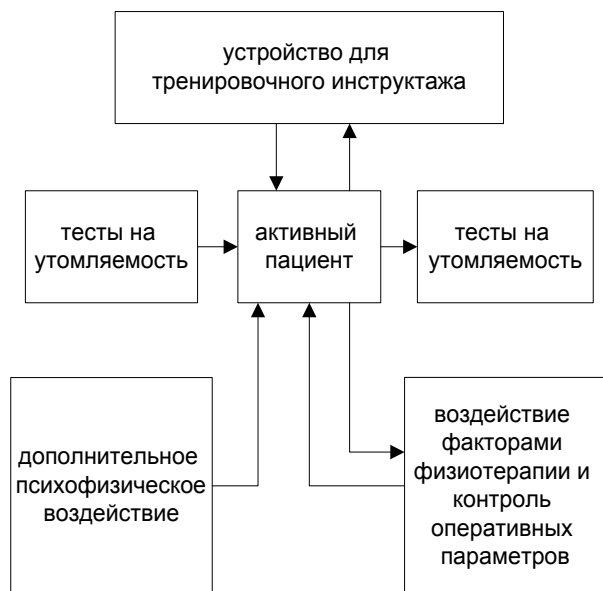 устройство для
тренировочного инструктажа
тесты на
утомляемость
активный
пациент
тесты на
утомляемость
дополнительное
психофизическое
воздействие
воздействие
факторами
физиотерапии и
контроль
оперативных
параметров